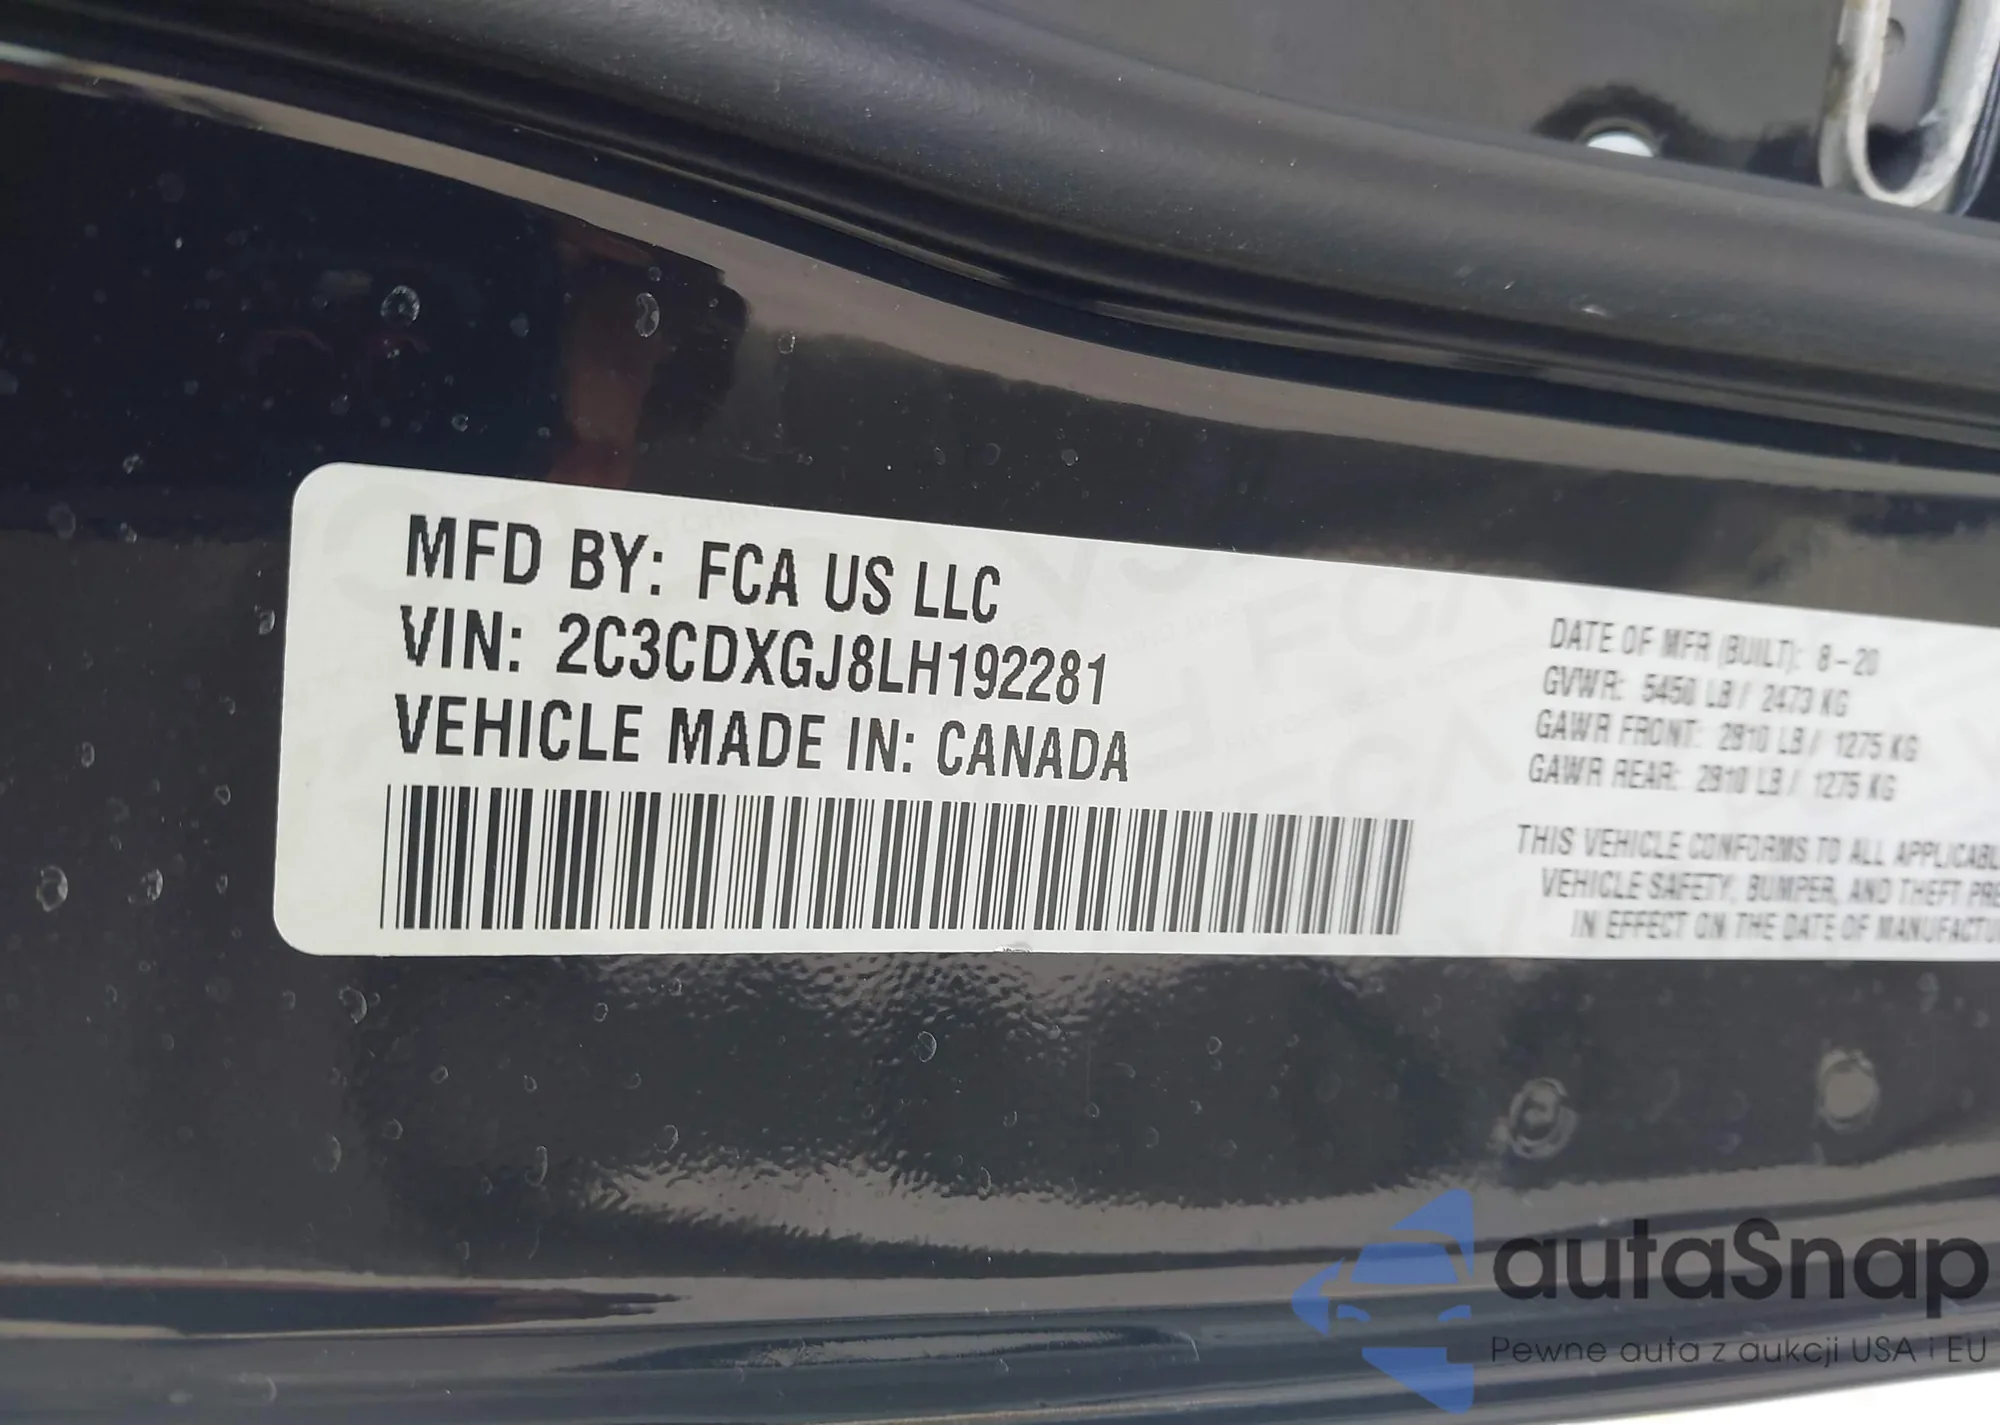 MFD BY: FCA US LLC
VIN: 2C3CDXGJ8LH192281
VEHICLE MADE IN: CANADA
DATE OF MFR (BUILT): 8-20
GVWR: 5450 LB / 2473 KG
GAWR FRONT: 2810 LB / 1275 KG
GAWR REAR: 2810 LB / 1275 KG
THIS VEHICLE CONFORMS TO ALL APPLICABL
VEHICLE SAFETY, BUMPER, AND THEFT PRE
IN EFFECT ON THE DATE OF MANUFACTU
autaSnap
Pewne auta z aukcji USA i EU